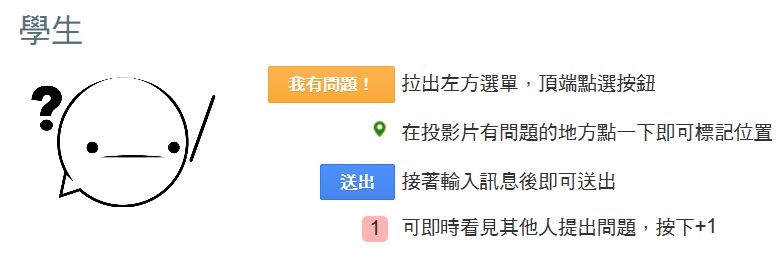 學生
?
我有問題！ 拉出左方選單，頂端點選按鈕
在投影片有問題的地方點一下即可標記位置
送出 接著輸入訊息後即可送出
1 可即時看見其他人提出問題，按下+1